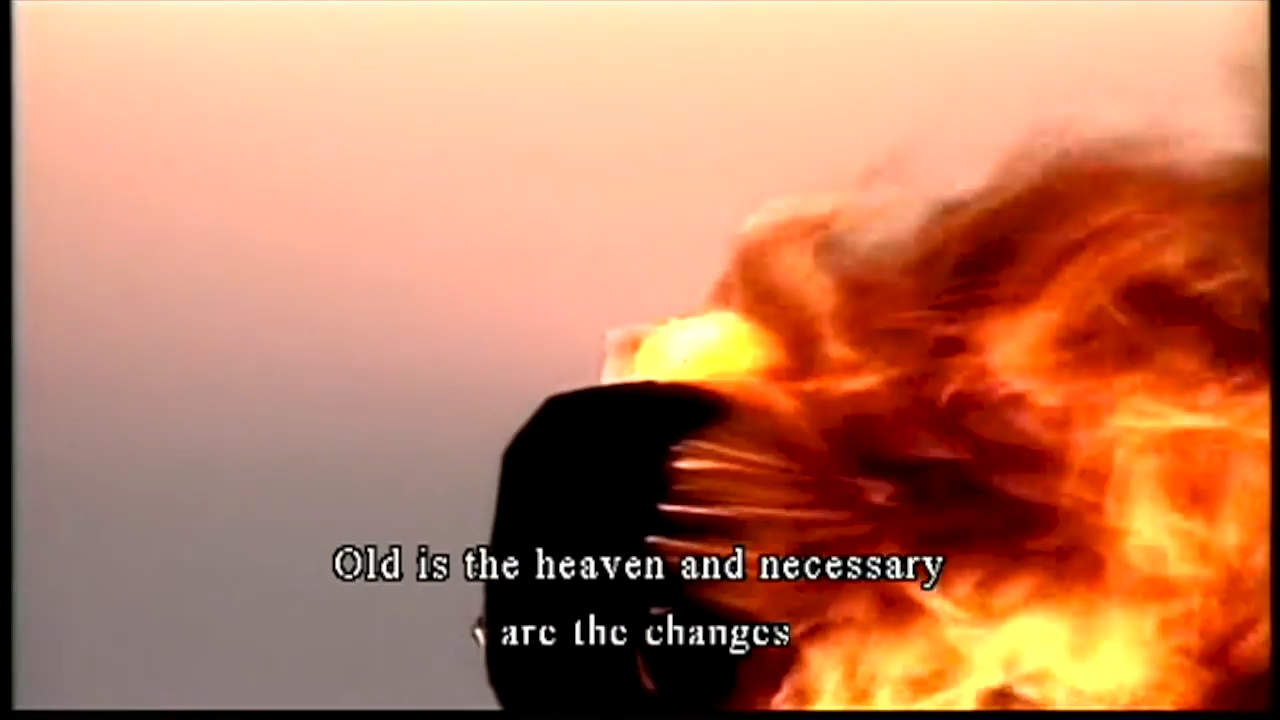 Old is the heaven and necessary
are the changes